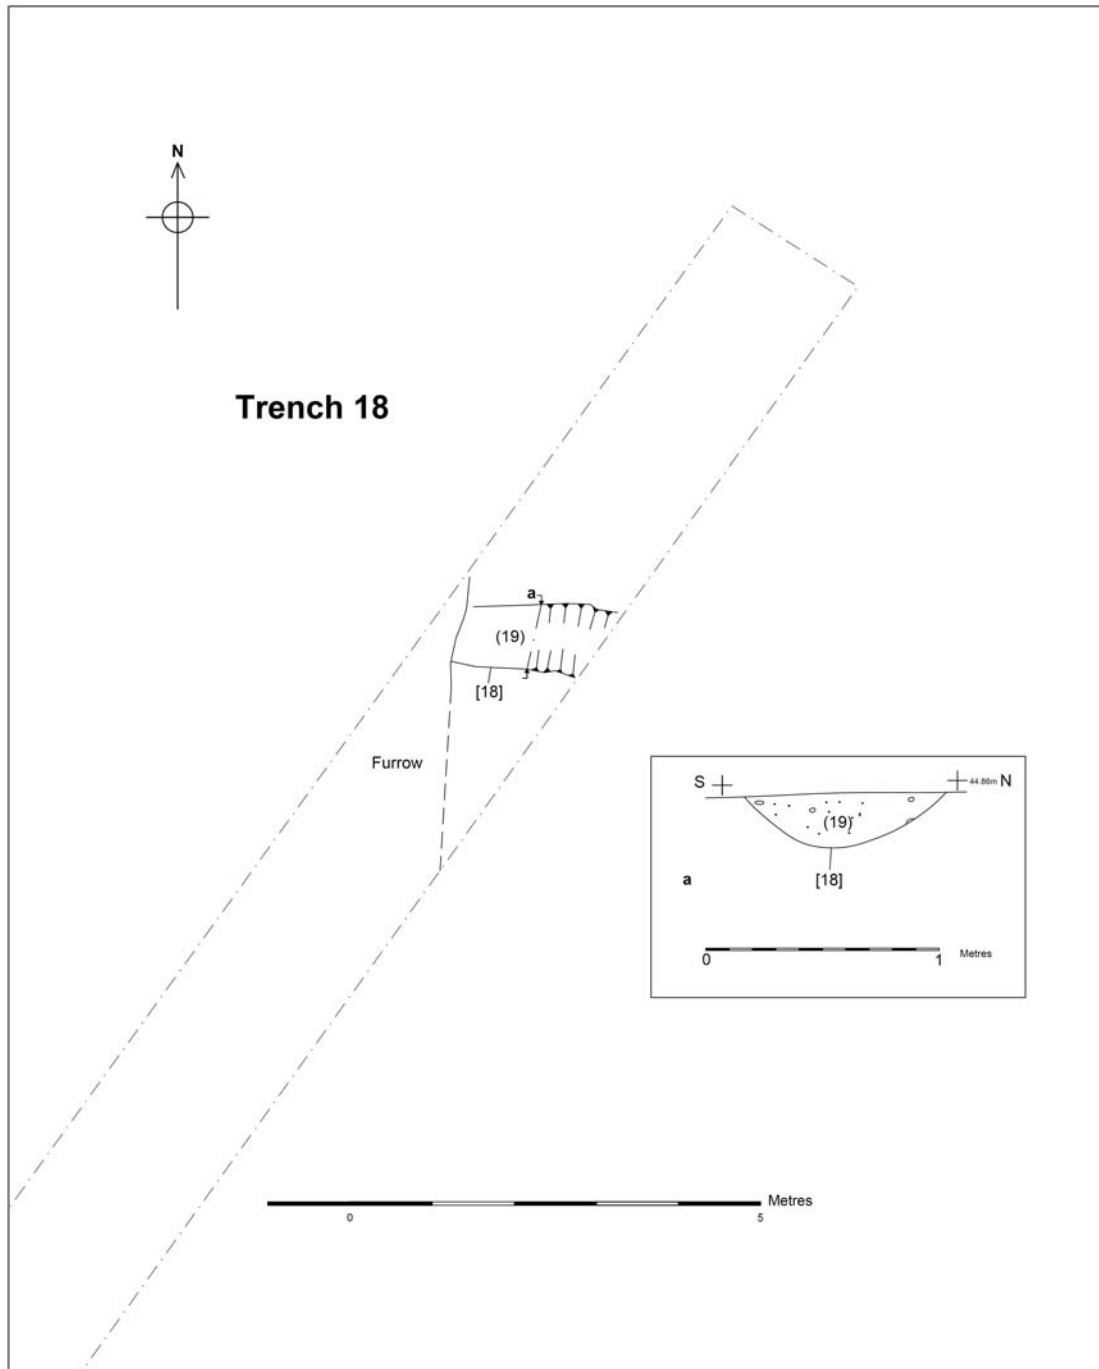 N
Trench 18
a
(19)
[18]
Furrow
S 44.86m N
(19)
[18]
a
0 1 Metres
Metres
0 5